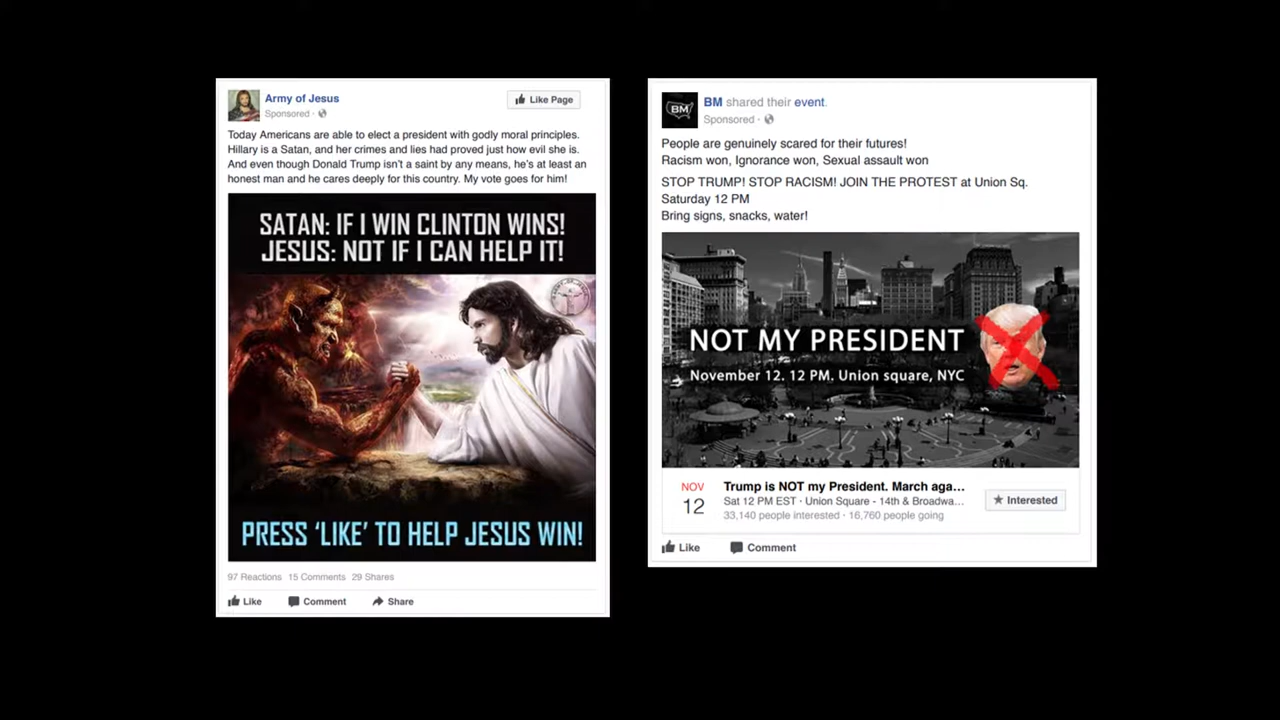 Army of Jesus
Sponsored ·
Like Page
Today Americans are able to elect a president with godly moral principles.
Hillary is a Satan, and her crimes and lies had proved just how evil she is.
And even though Donald Trump isn't a saint by any means, he's at least an
honest man and he cares deeply for this country. My vote goes for him!
SATAN: IF I WIN CLINTON WINS!
JESUS: NOT IF I CAN HELP IT!
PRESS 'LIKE' TO HELP JESUS WIN!
97 Reactions 15 Comments 29 Shares
Like Comment Share
BM
BM shared their event.
Sponsored ·
People are genuinely scared for their futures!
Racism won, Ignorance won, Sexual assault won
STOP TRUMP! STOP RACISM! JOIN THE PROTEST at Union Sq.
Saturday 12 PM
Bring signs, snacks, water!
NOT MY PRESIDENT
November 12. 12 PM. Union square, NYC
NOV
12
Trump is NOT my President. March aga...
Sat 12 PM EST · Union Square - 14th & Broadwa...
33,140 people interested · 16,760 people going
Interested
Like Comment